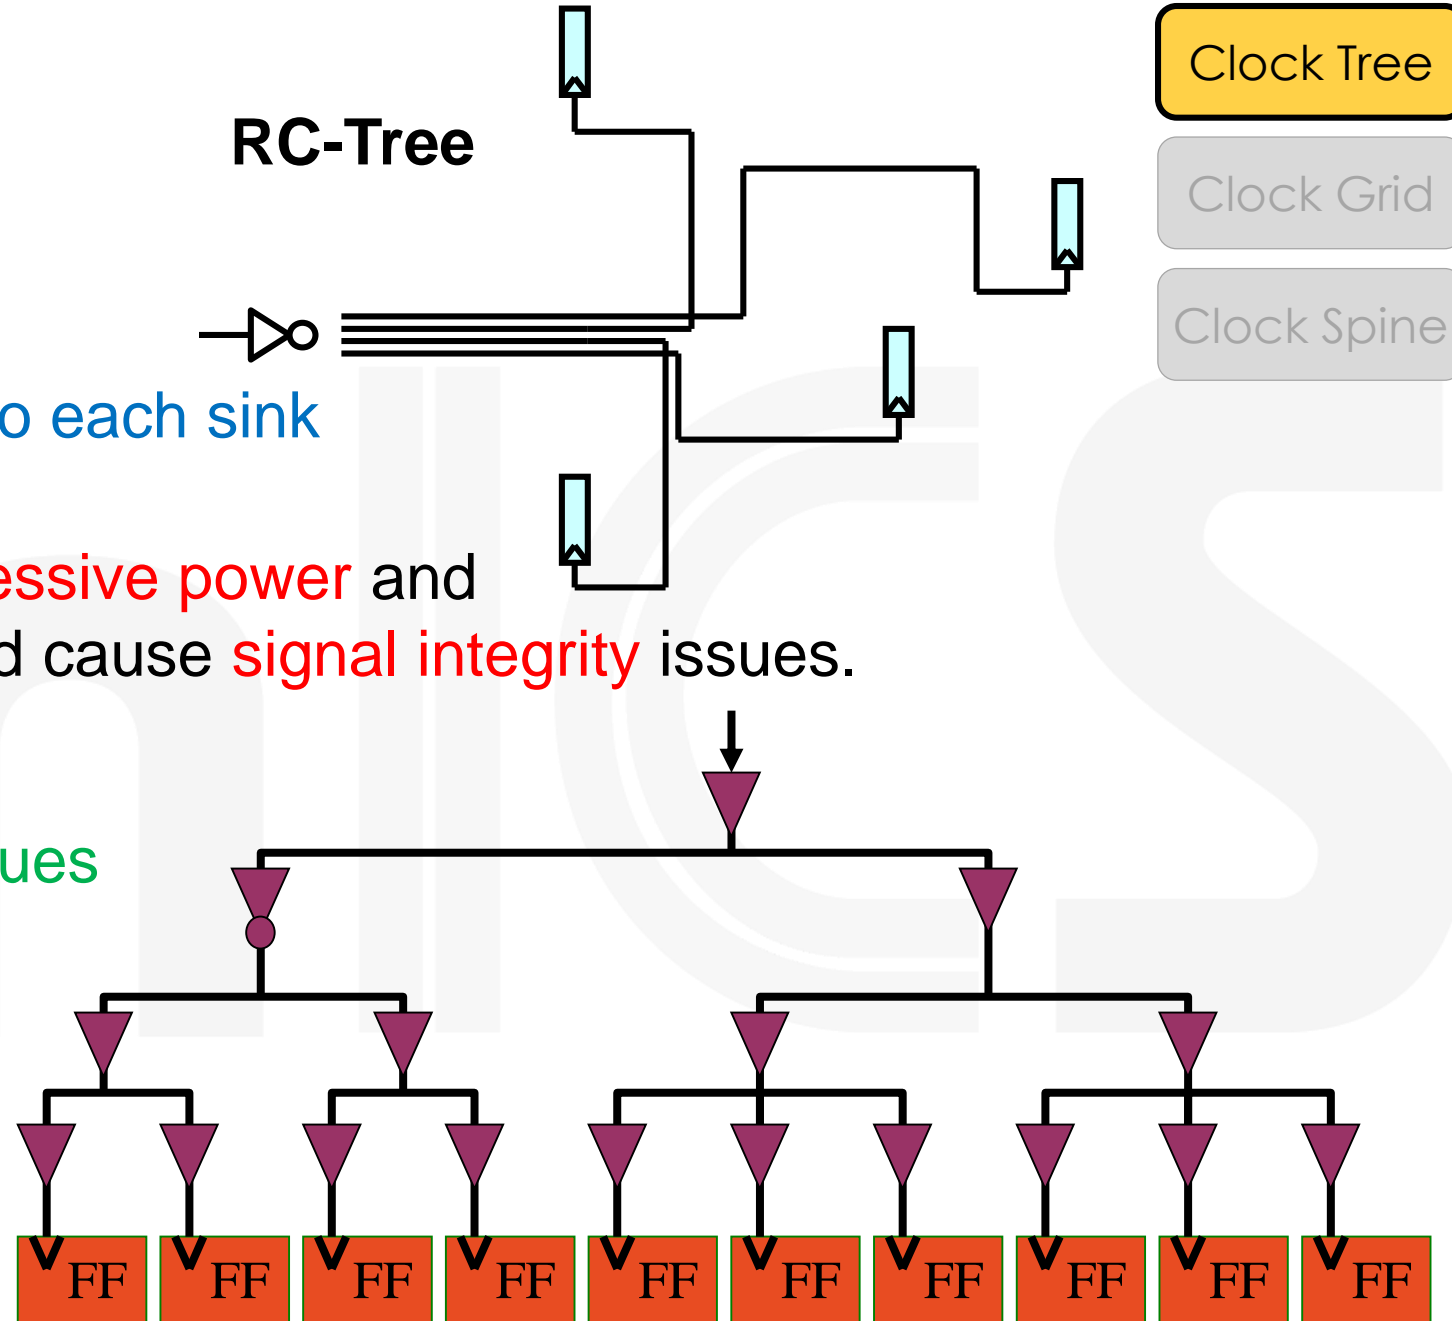 Clock Tree
RC-Tree
Clock Grid
Clock Spine
o each sink
essive power and
d cause signal integrity issues.
ues
FF FF FF FF FF FF FF FF FF FF